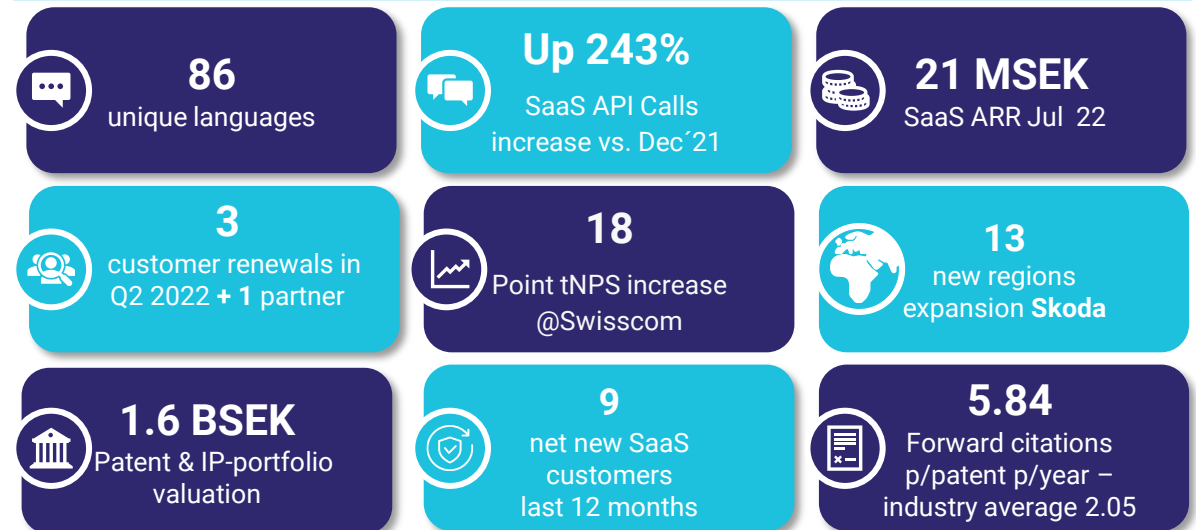 86
unique languages
Up 243%
SaaS API Calls
increase vs. Dec´21
21 MSEK
SaaS ARR Jul 22
3
customer renewals in
Q2 2022 + 1 partner
18
Point tNPS increase
@Swisscom
13
new regions
expansion Skoda
1.6 BSEK
Patent & IP-portfolio
valuation
9
net new SaaS
customers
last 12 months
5.84
Forward citations
p/patent p/year –
industry average 2.05